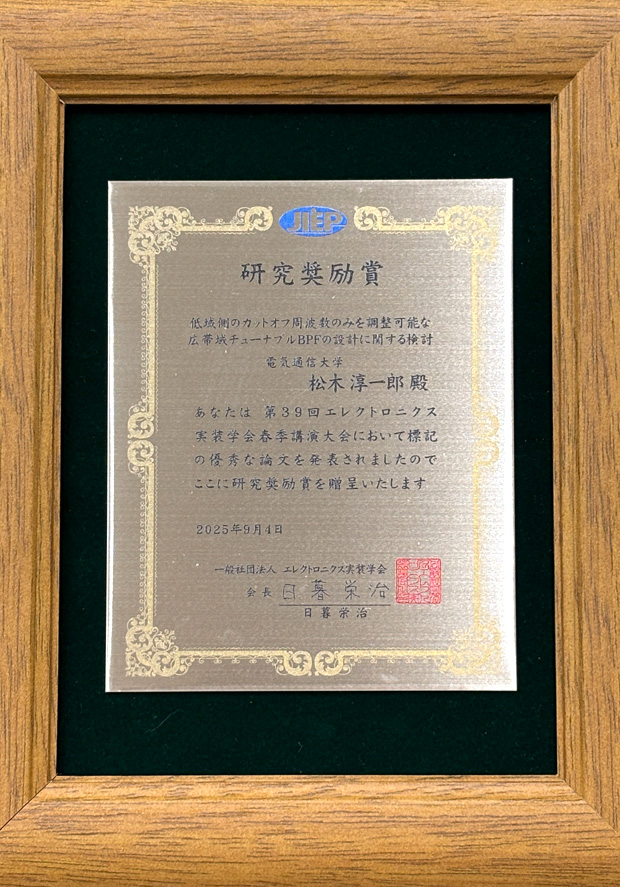 JIEP
研究奨励賞
低域側のカットオフ周波数のみを調整可能な
広帯域チューナブルBPFの設計に関する検討
電気通信大学
松木淳一郎 殿
あなたは 第39回エレクトロニクス
実装学会春季講演大会において標記
の優秀な論文を発表されましたので
ここに研究奨励賞を贈呈いたします
2025年9月4日
一般社団法人 エレクトロニクス実装学会
会長 日暮栄治
日暮栄治